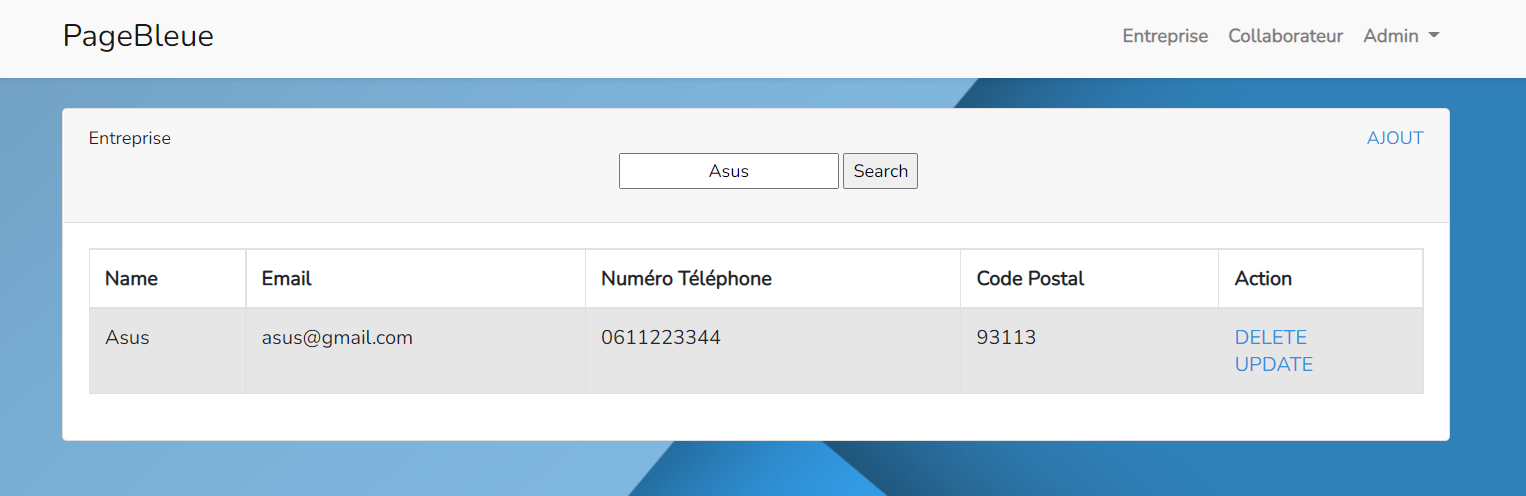 PageBleue Entreprise Collaborateur Admin
Entreprise AJOUT
Asus Search
Name Email Numéro Téléphone Code Postal Action
Asus asus@gmail.com 0611223344 93113 DELETE
UPDATE